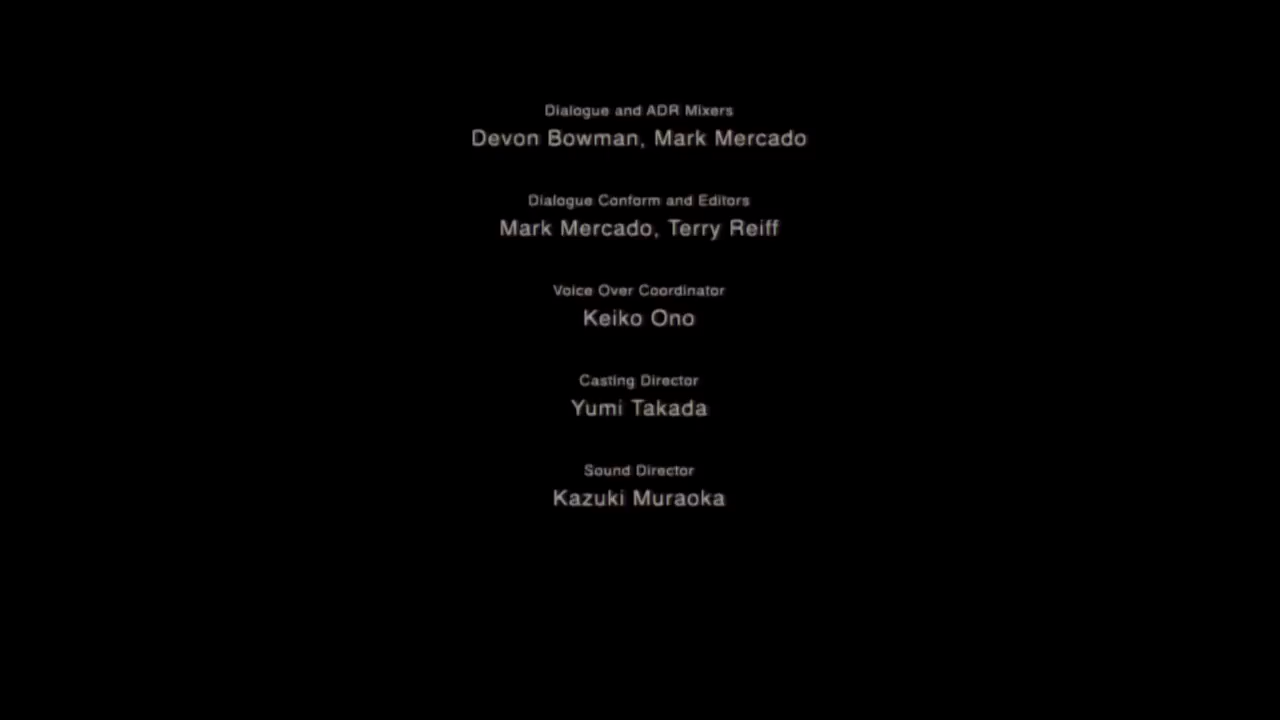 Dialogue and ADR Mixers
Devon Bowman, Mark Mercado
Dialogue Conform and Editors
Mark Mercado, Terry Reiff
Voice Over Coordinator
Keiko Ono
Casting Director
Yumi Takada
Sound Director
Kazuki Muraoka